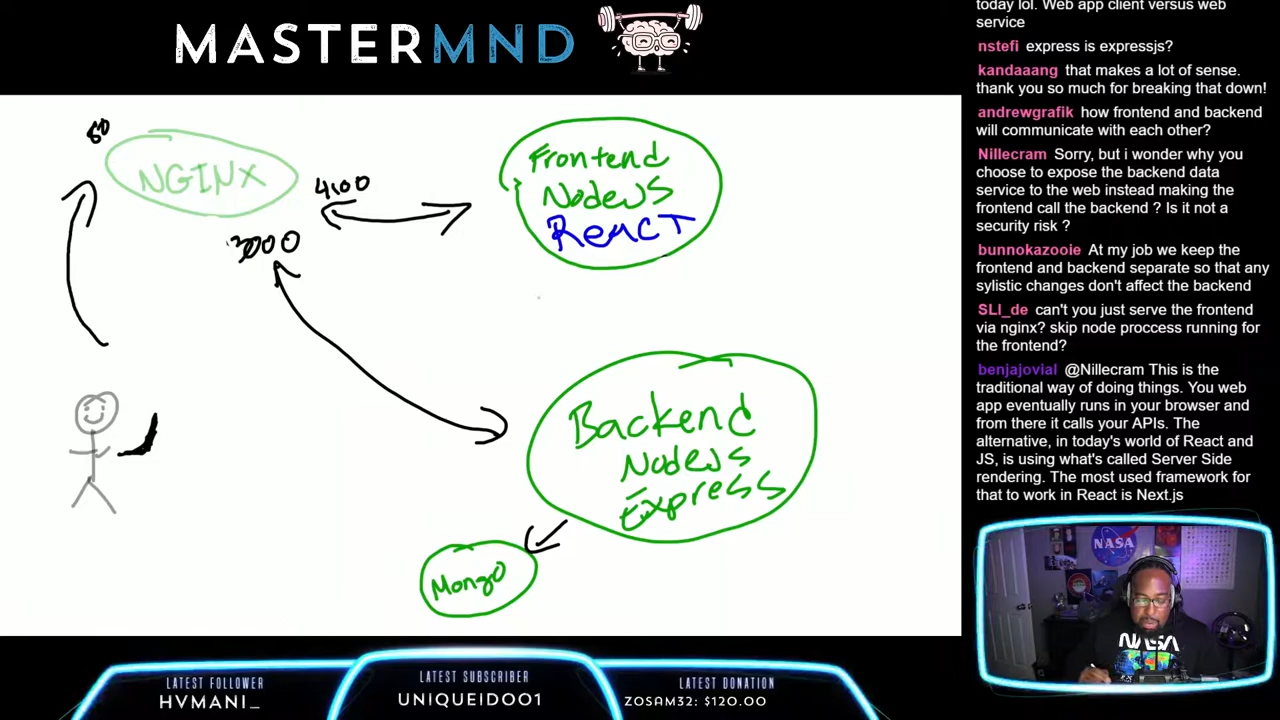 MASTERMND
80
NGINX
4100
3000
Frontend
NodeJS
React
Backend
NodeJS
Express
Mongo
today lol. Web app client versus web
service
nstefi express is expressjs?
kandaaang that makes a lot of sense.
thank you so much for breaking that down!
andrewgrafik how frontend and backend
will communicate with each other?
Nillecram Sorry, but i wonder why you
choose to expose the backend data
service to the web instead making the
frontend call the backend ? Is it not a
security risk ?
bunnokazooie At my job we keep the
frontend and backend separate so that any
sylistic changes don't affect the backend
SLI_de can't you just serve the frontend
via nginx? skip node proccess running for
the frontend?
benjajovial @Nillecram This is the
traditional way of doing things. You web
app eventually runs in your browser and
from there it calls your APIs. The
alternative, in today's world of React and
JS, is using what's called Server Side
rendering. The most used framework for
that to work in React is Next.js
NASA
NASA
LATEST FOLLOWER
HVMANI_
LATEST SUBSCRIBER
UNIQUEID001
LATEST DONATION
ZOSAM32: $120.00